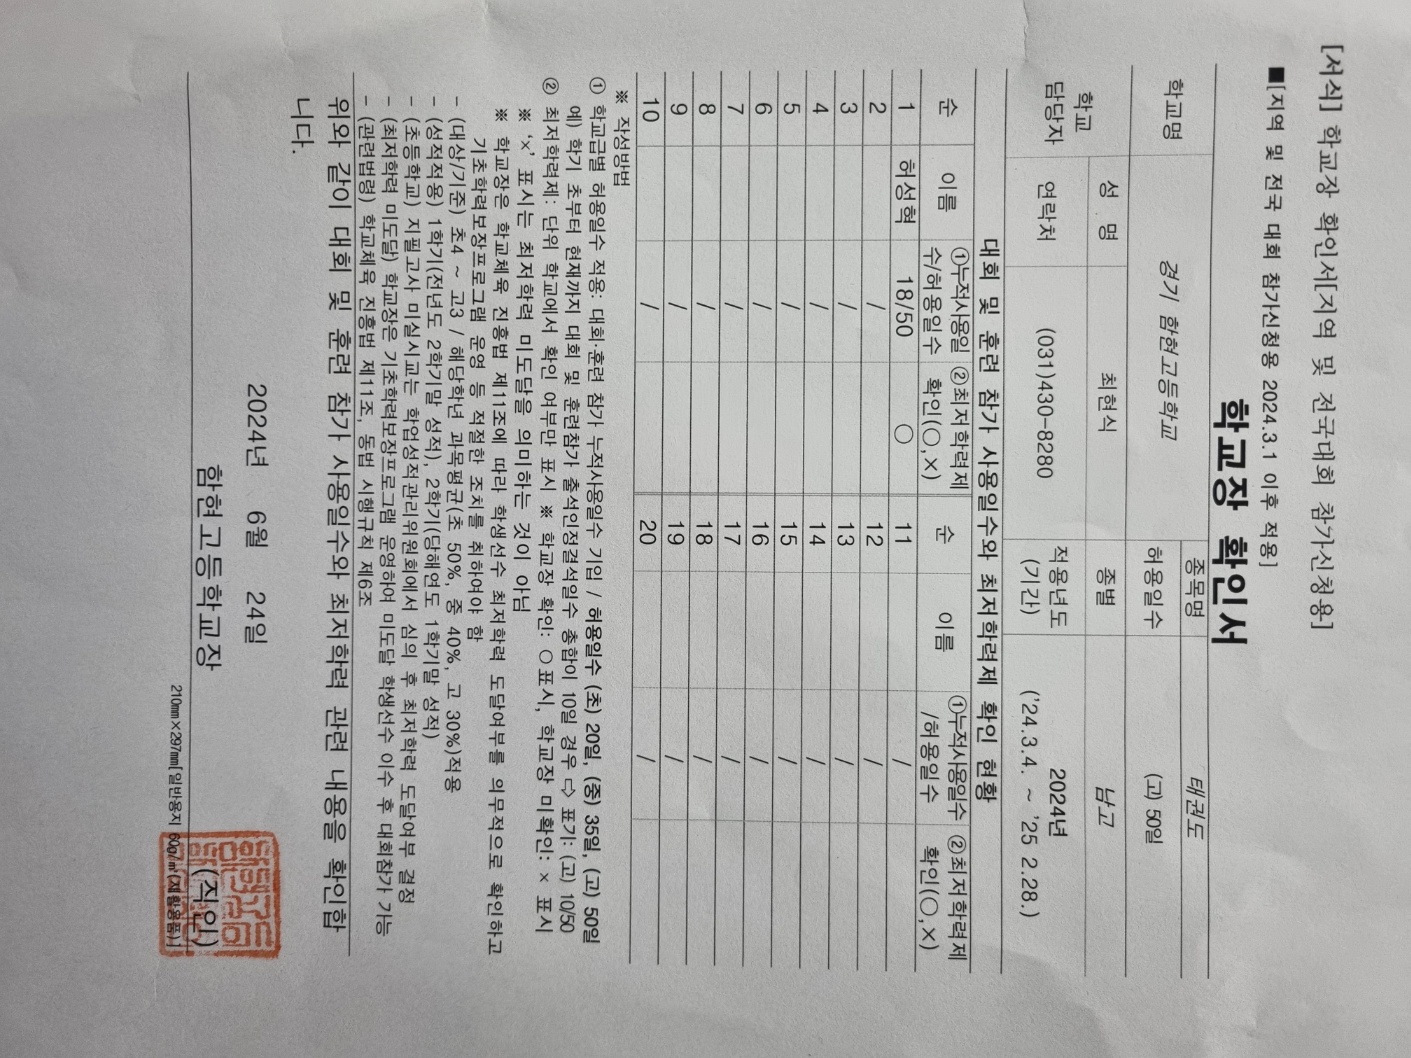 [서식] 학교장 확인서[지역 및 전국대회 참가신청용]
■[지역 및 전국 대회 참가신청용 2024.3.1 이후 적용]
학교장 확인서
학교명 경기 함현고등학교 종목명 태권도
허용일수 (고) 50일
학교 담당자 성 명 최현식 종별 남고
연락처 (031)430-8280 적용년도 (기간) 2024년 ('24.3.4. ~ '25 2.28.)
대회 및 훈련 참가 사용일수와 최저학력제 확인 현황
순 이름 ①누적사용일수/허용일수 ②최저학력제 확인(○,×) 순 이름 ①누적사용일수/허용일수 ②최저학력제 확인(○,×)
1 허성혁 18/50 ○ 11 /
2 / 12 /
3 / 13 /
4 / 14 /
5 / 15 /
6 / 16 /
7 / 17 /
8 / 18 /
9 / 19 /
10 / 20 /
※ 작성방법
① 학교급별 허용일수 적용: 대회·훈련 참가 누적사용일수 기입 / 허용일수 (초) 20일, (중) 35일, (고) 50일
예) 학기 초부터 현재까지 대회 및 훈련참가 출석인정결석일수 총합이 10일 경우 ⇨ 표기: (고) 10/50
② 최저학력제: 단위 학교에서 확인 여부만 표시 ※ 학교장 확인: ○표시, 학교장 미확인: × 표시
※ '×' 표시는 최저학력 미도달을 의미하는 것이 아님
※ 학교장은 학교체육 진흥법 제11조에 따라 학생선수 최저학력 도달여부를 의무적으로 확인하고
기초학력보장프로그램 운영 등 적절한 조치를 취하여야 함
- (대상/기준) 초4 ~ 고3 / 해당학년 과목평균(초 50%, 중 40%, 고 30%)적용
- (성적적용) 1학기(전년도 2학기말 성적), 2학기(당해연도 1학기말 성적)
- (초등학교) 지필고사 미실시교는 학업성적관리위원회에서 심의 후 최저학력 도달여부 결정
- (최저학력 미도달) 학교장은 기초학력보장프로그램 운영하여 미도달 학생선수 이수 후 대회참가 가능
- (관련법령) 학교체육 진흥법 제11조, 동법 시행규칙 제6조
위와 같이 대회 및 훈련 참가 사용일수와 최저학력 관련 내용을 확인합
니다.
2024년 6월 24일
함현고등학교장 (직인)
210㎜×297㎜[일반용지 60g/㎡(재활용품)]